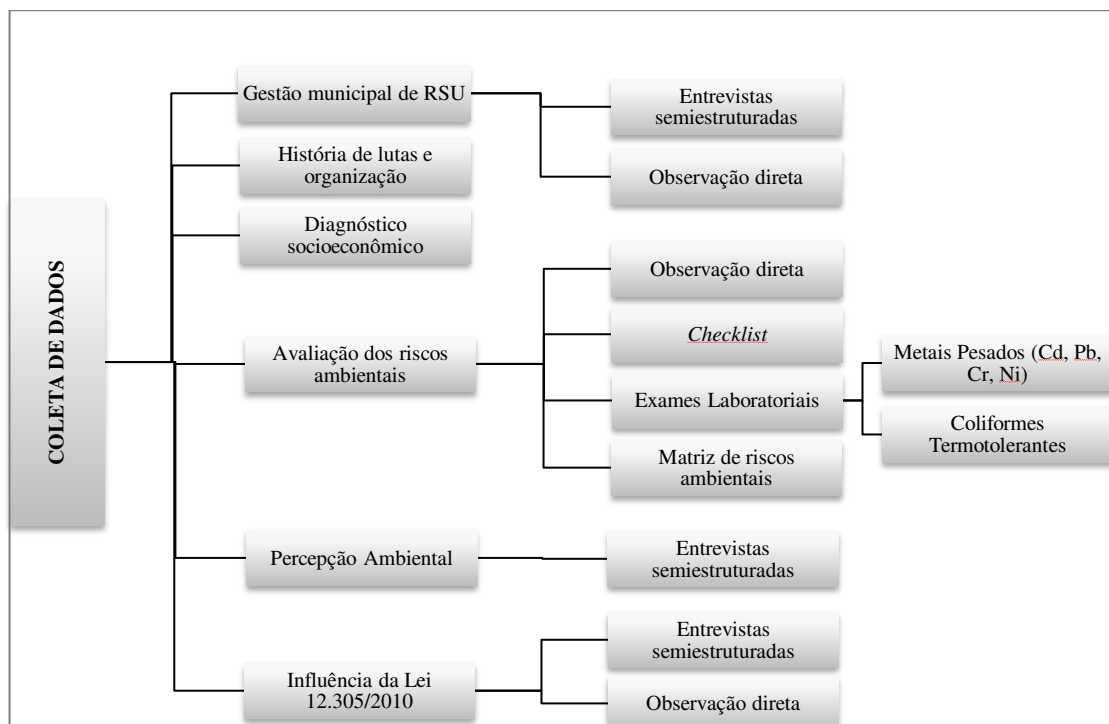 COLETA DE DADOS
Gestão municipal de RSU
Entrevistas
semiestruturadas
Observação direta
História de lutas e
organização
Diagnóstico
socioeconômico
Avaliação dos riscos
ambientais
Observação direta
Checklist
Exames Laboratoriais
Metais Pesados (Cd, Pb,
Cr, Ni)
Coliformes
Termotolerantes
Matriz de riscos
ambientais
Percepção Ambiental
Entrevistas
semiestruturadas
Influência da Lei
12.305/2010
Entrevistas
semiestruturadas
Observação direta